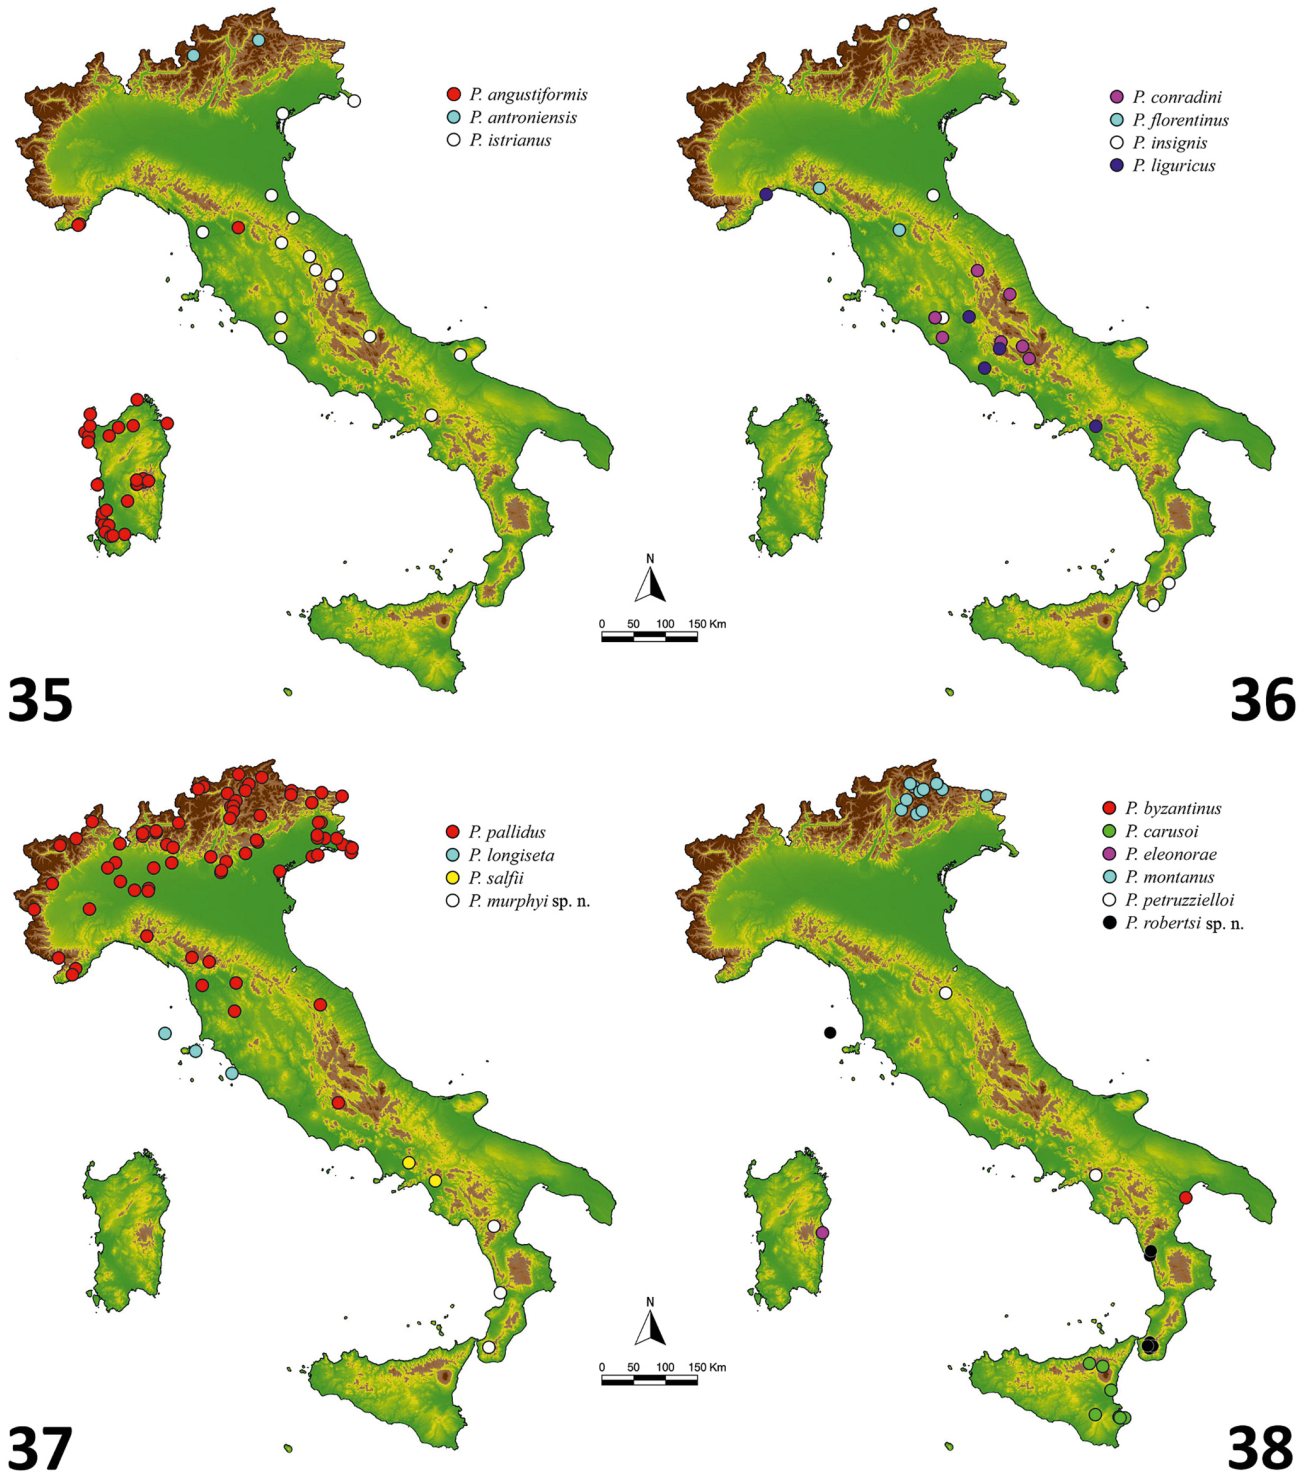 P. angustiformis
P. antroniensis
P. istrianus
P. conradini
P. florentinus
P. insignis
P. liguricus
N
0 50 100 150 Km
35
36
P. pallidus
P. longiseta
P. salfii
P. murphyi sp. n.
P. byzantinus
P. carusoi
P. eleonorae
P. montanus
P. petruzzielloi
P. robertsi sp. n.
N
0 50 100 150 Km
37
38